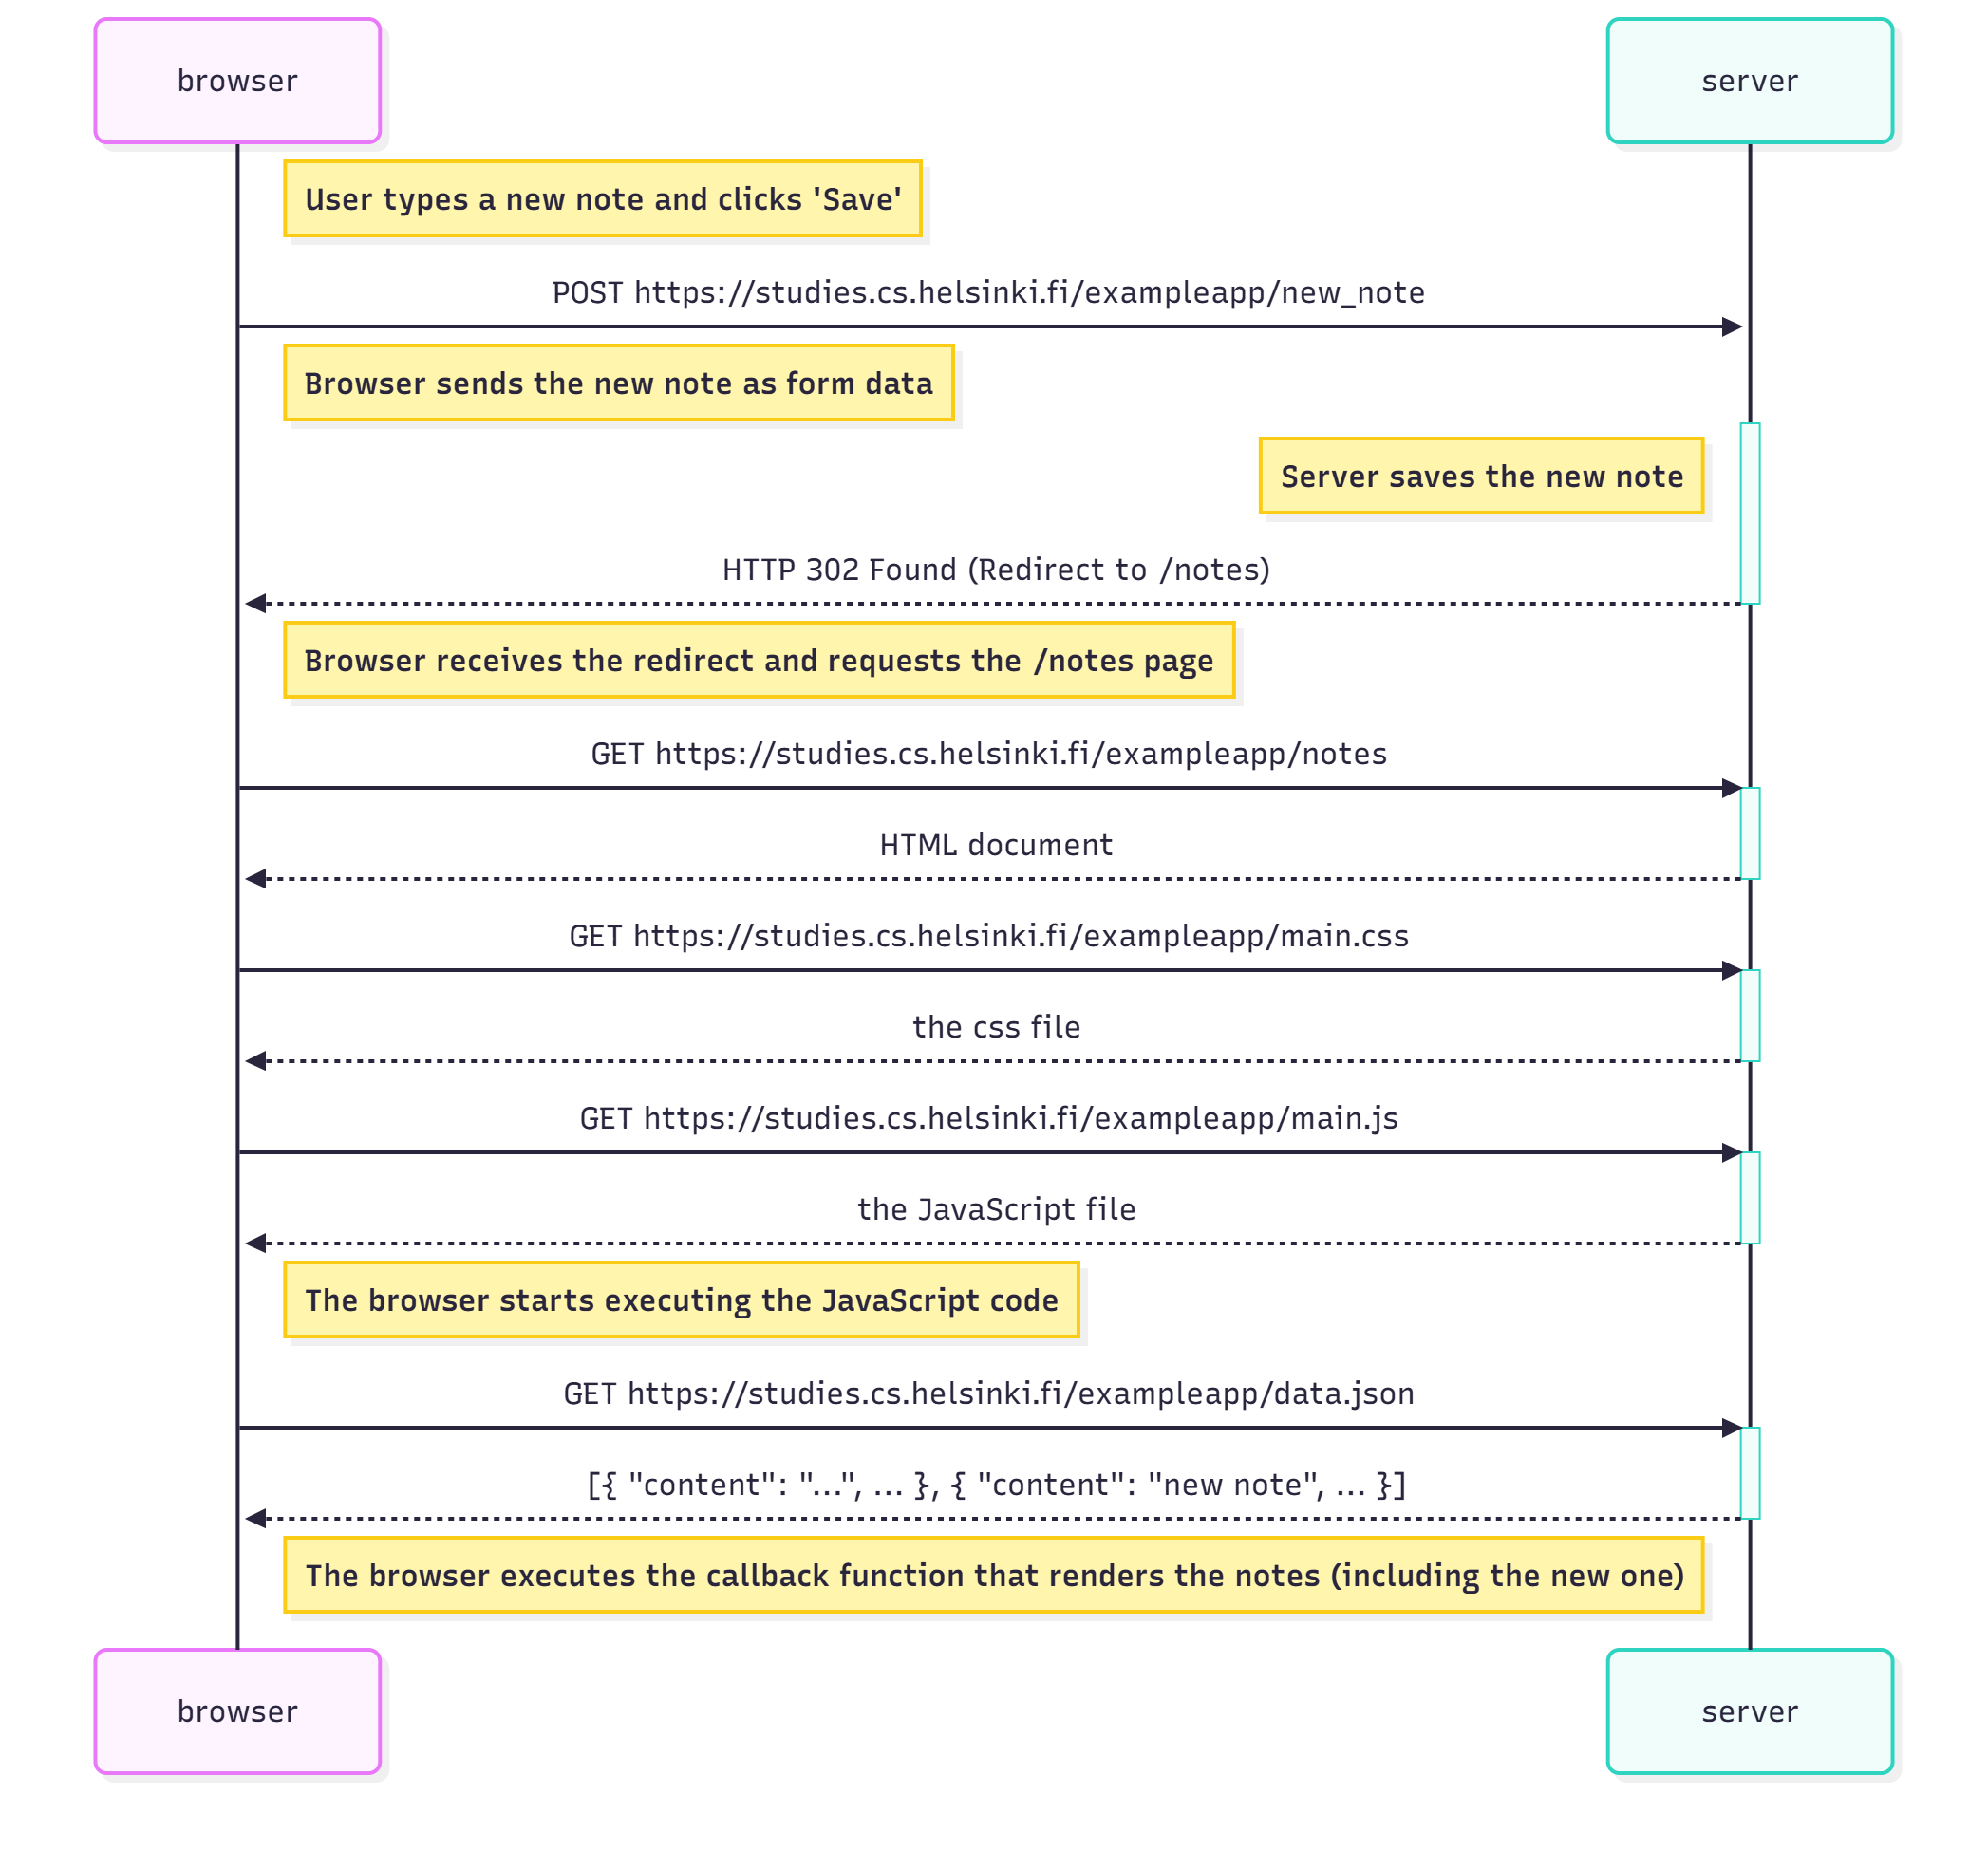 browser
server
User types a new note and clicks 'Save'
POST https://studies.cs.helsinki.fi/exampleapp/new_note
Browser sends the new note as form data
Server saves the new note
HTTP 302 Found (Redirect to /notes)
Browser receives the redirect and requests the /notes page
GET https://studies.cs.helsinki.fi/exampleapp/notes
HTML document
GET https://studies.cs.helsinki.fi/exampleapp/main.css
the css file
GET https://studies.cs.helsinki.fi/exampleapp/main.js
the JavaScript file
The browser starts executing the JavaScript code
GET https://studies.cs.helsinki.fi/exampleapp/data.json
[{ "content": "...", ... }, { "content": "new note", ... }]
The browser executes the callback function that renders the notes (including the new one)
browser
server